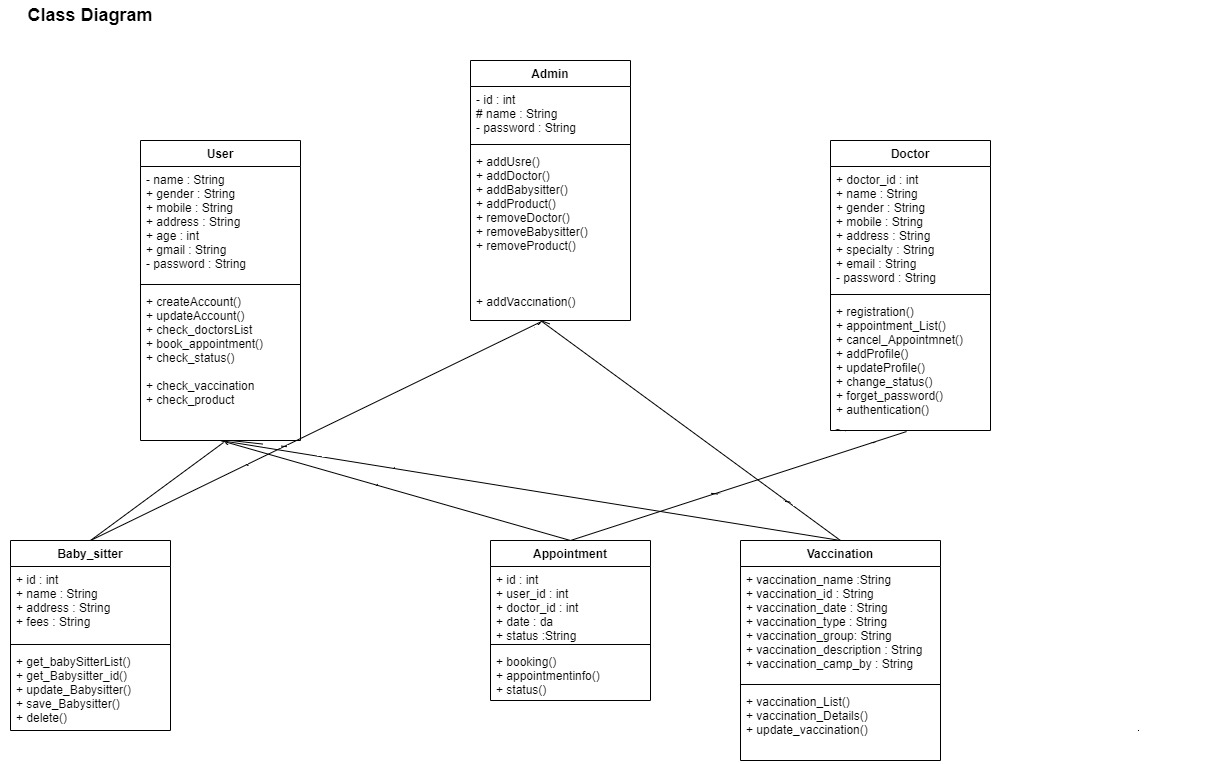 Class Diagram
Admin
- id : int
# name : String
- password : String
+ addUsre()
+ addDoctor()
+ addBabysitter()
+ addProduct()
+ removeDoctor()
+ removeBabysitter()
+ removeProduct()
+ addVaccination()
User
- name : String
+ gender : String
+ mobile : String
+ address : String
+ age : int
+ gmail : String
- password : String
+ createAccount()
+ updateAccount()
+ check_doctorsList
+ book_appointment()
+ check_status()
+ check_vaccination
+ check_product
Doctor
+ doctor_id : int
+ name : String
+ gender : String
+ mobile : String
+ address : String
+ specialty : String
+ email : String
- password : String
+ registration()
+ appointment_List()
+ cancel_Appointmnet()
+ addProfile()
+ updateProfile()
+ change_status()
+ forget_password()
+ authentication()
Baby_sitter
+ id : int
+ name : String
+ address : String
+ fees : String
+ get_babySitterList()
+ get_Babysitter_id()
+ update_Babysitter()
+ save_Babysitter()
+ delete()
Appointment
+ id : int
+ user_id : int
+ doctor_id : int
+ date : da
+ status :String
+ booking()
+ appointmentinfo()
+ status()
Vaccination
+ vaccination_name :String
+ vaccination_id : String
+ vaccination_date : String
+ vaccination_type : String
+ vaccination_group: String
+ vaccination_description : String
+ vaccination_camp_by : String
+ vaccination_List()
+ vaccination_Details()
+ update_vaccination()